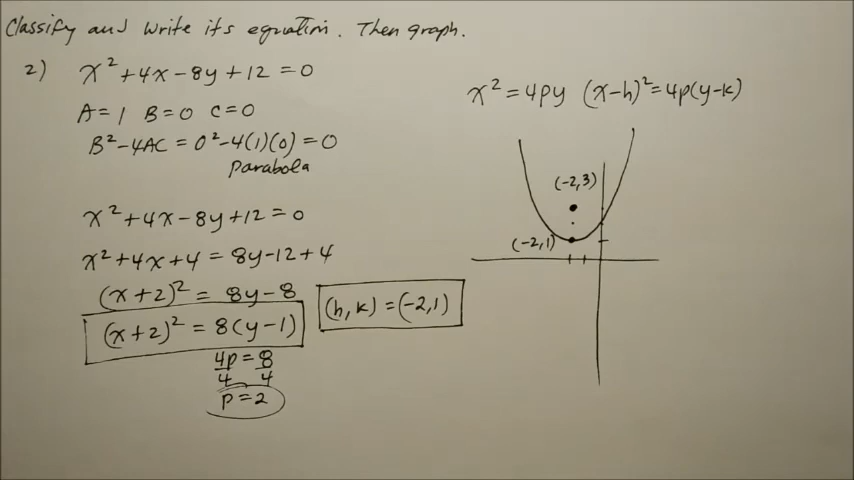 Classify and Write its equation. Then graph.
2) x² + 4x - 8y + 12 = 0
A = 1 B = 0 C = 0
B² - 4AC = 0² - 4(1)(0) = 0
parabola
x² + 4x - 8y + 12 = 0
x² + 4x + 4 = 8y - 12 + 4
(x + 2)² = 8y - 8
(x + 2)² = 8(y - 1)
4p = 8
4 4
p = 2
(h, k) = (-2, 1)
x² = 4py (x - h)² = 4p(y - k)
(-2, 3)
(-2, 1)